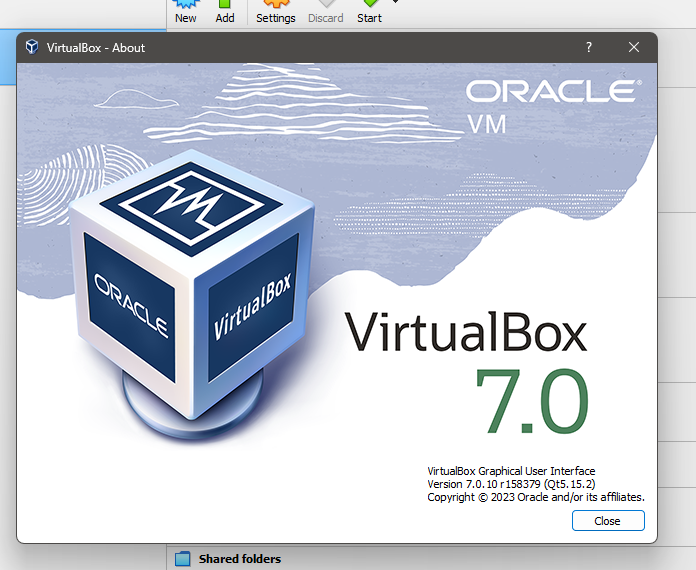 New Add Settings Discard Start
VirtualBox - About
ORACLE®
VM
ORACLE
VirtualBox
VirtualBox
7.0
VirtualBox Graphical User Interface
Version 7.0.10 r158379 (Qt5.15.2)
Copyright © 2023 Oracle and/or its affiliates.
Close
Shared folders